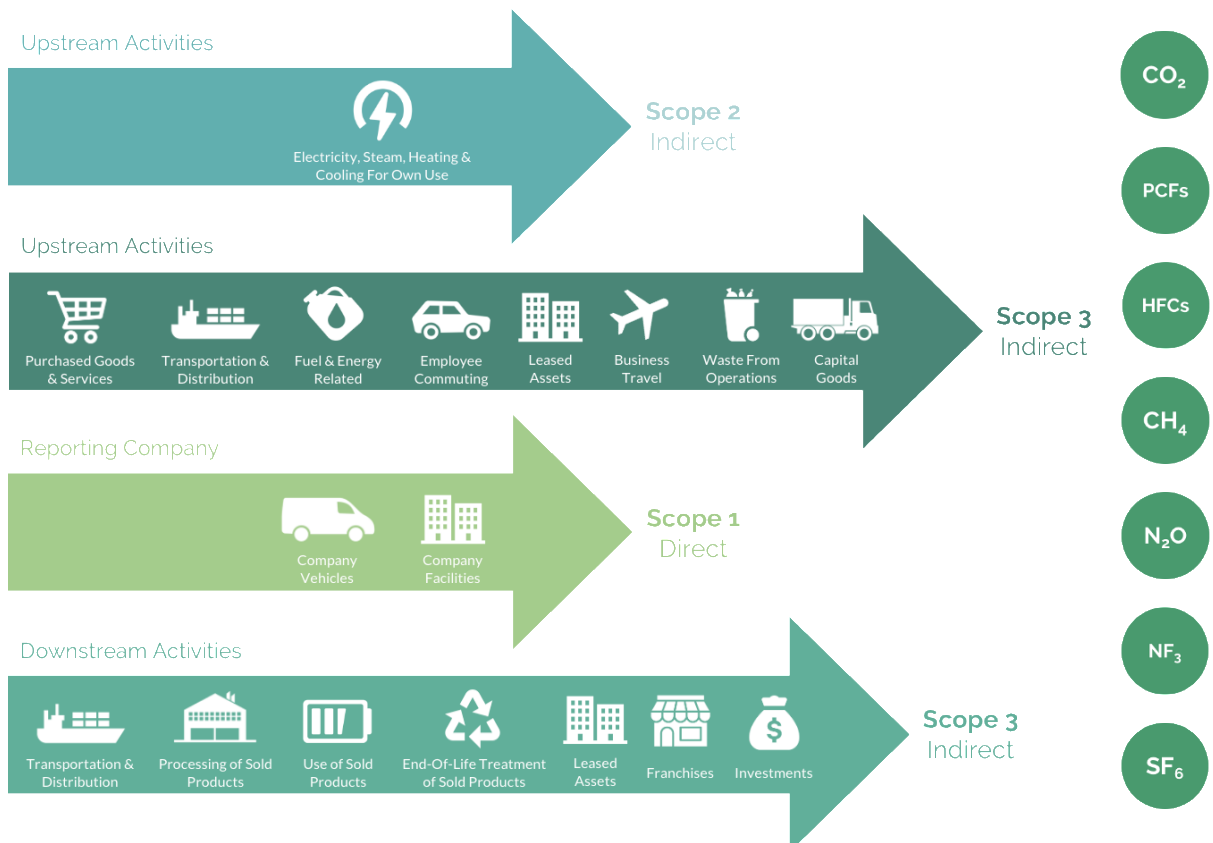 Upstream Activities
Electricity, Steam, Heating &
Cooling For Own Use
Scope 2
Indirect
Upstream Activities
Purchased Goods
& Services
Transportation &
Distribution
Fuel & Energy
Related
Employee
Commuting
Leased
Assets
Business
Travel
Waste From
Operations
Capital
Goods
Scope 3
Indirect
Reporting Company
Company
Vehicles
Company
Facilities
Scope 1
Direct
Downstream Activities
Transportation &
Distribution
Processing of Sold
Products
Use of Sold
Products
End-Of-Life Treatment
of Sold Products
Leased
Assets
Franchises
Investments
$
Scope 3
Indirect
CO₂
PCFs
HFCs
CH₄
N₂O
NF₃
SF₆